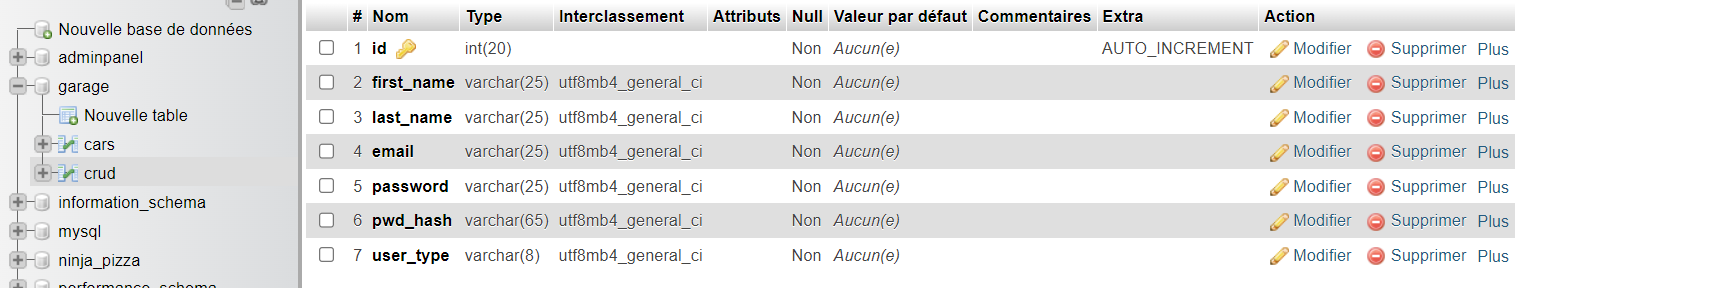 Nouvelle base de données
adminpanel
garage
Nouvelle table
cars
crud
information_schema
mysql
ninja_pizza
performance_schema
# Nom Type Interclassement Attributs Null Valeur par défaut Commentaires Extra Action
1 id int(20) Non Aucun(e) AUTO_INCREMENT Modifier Supprimer Plus
2 first_name varchar(25) utf8mb4_general_ci Non Aucun(e) Modifier Supprimer Plus
3 last_name varchar(25) utf8mb4_general_ci Non Aucun(e) Modifier Supprimer Plus
4 email varchar(25) utf8mb4_general_ci Non Aucun(e) Modifier Supprimer Plus
5 password varchar(25) utf8mb4_general_ci Non Aucun(e) Modifier Supprimer Plus
6 pwd_hash varchar(65) utf8mb4_general_ci Non Aucun(e) Modifier Supprimer Plus
7 user_type varchar(8) utf8mb4_general_ci Non Aucun(e) Modifier Supprimer Plus